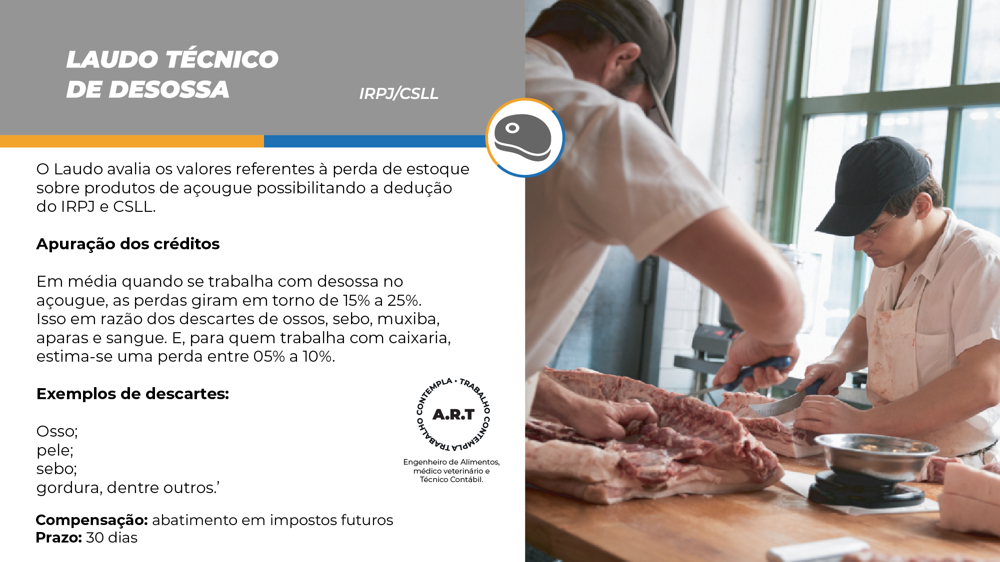 LAUDO TÉCNICO
DE DESOSSA
IRPJ/CSLL
O Laudo avalia os valores referentes à perda de estoque
sobre produtos de açougue possibilitando a dedução
do IRPJ e CSLL.
Apuração dos créditos
Em média quando se trabalha com desossa no
açougue, as perdas giram em torno de 15% a 25%.
Isso em razão dos descartes de ossos, sebo, muxiba,
aparas e sangue. E, para quem trabalha com caixaria,
estima-se uma perda entre 05% a 10%.
Exemplos de descartes:
Osso;
pele;
sebo;
gordura, dentre outros.’
CONTEMPLA • TRABALHO CONTEMPLA TRABALHO
A.R.T
Engenheiro de Alimentos,
médico veterinário e
Técnico Contábil.
Compensação: abatimento em impostos futuros
Prazo: 30 dias